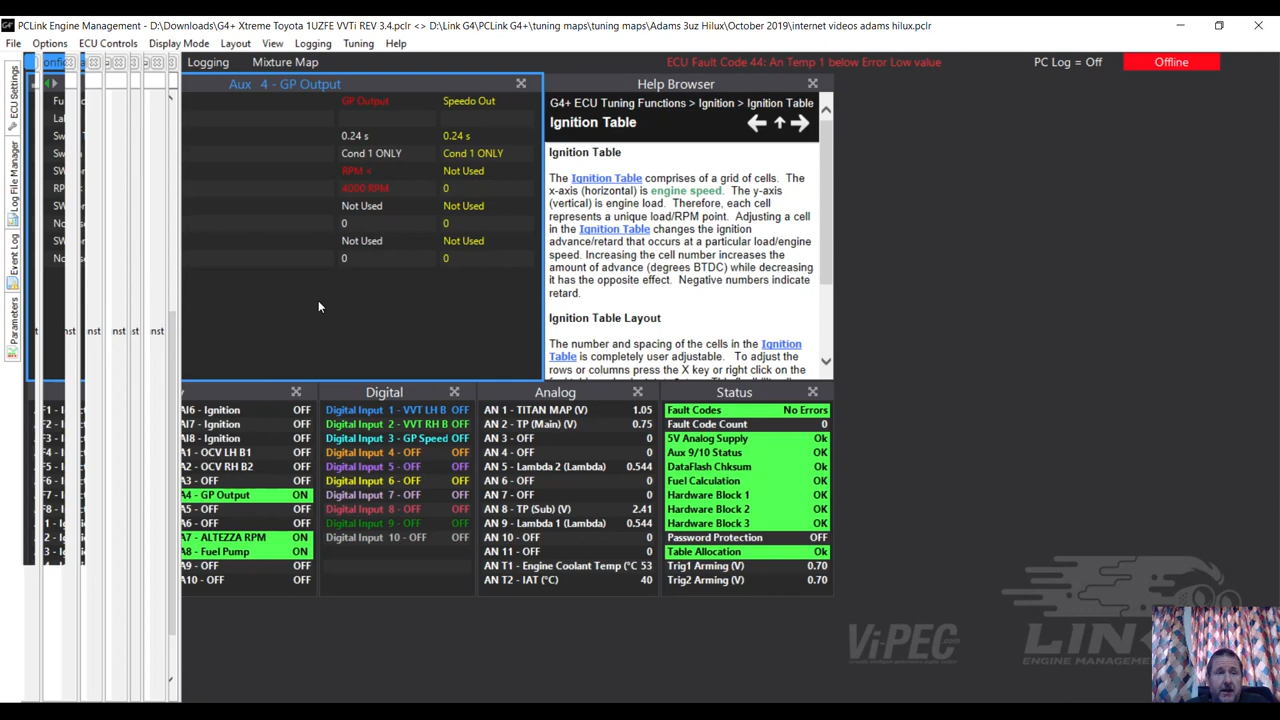 PCLink Engine Management - D:\Downloads\G4+ Xtreme Toyota 1UZFE VVTi REV 3.4.pclr <-> D:\Link G4\PCLink G4+\tuning maps\tuning maps\Adams 3uz Hilux\October 2019\internet videos adams hilux.pclr
File Options ECU Controls Display Mode Layout View Logging Tuning Help
Logging Mixture Map ECU Fault Code 44: An Temp 1 below Error Low value PC Log = Off Offline
ECU Settings
Log File Manager
Event Log
Parameters
Aux 4 - GP Output
GP Output Speedo Out
0.24 s 0.24 s
Cond 1 ONLY Cond 1 ONLY
RPM < Not Used
4000 RPM 0
Not Used Not Used
0 0
Not Used Not Used
0 0
Help Browser
G4+ ECU Tuning Functions > Ignition > Ignition Table
Ignition Table
Ignition Table
The Ignition Table comprises of a grid of cells. The
x-axis (horizontal) is engine speed. The y-axis
(vertical) is engine load. Therefore, each cell
represents a unique load/RPM point. Adjusting a cell
in the Ignition Table changes the ignition
advance/retard that occurs at a particular load/engine
speed. Increasing the cell number increases the
amount of advance (degrees BTDC) while decreasing
it has the opposite effect. Negative numbers indicate
retard.
Ignition Table Layout
The number and spacing of the cells in the Ignition
Table is completely user adjustable. To adjust the
rows or columns press the X key or right click on the
AI6 - Ignition OFF
AI7 - Ignition OFF
AI8 - Ignition OFF
A1 - OCV LH B1
A2 - OCV RH B2
A3 - OFF OFF
A4 - GP Output ON
A5 - OFF OFF
A6 - OFF OFF
A7 - ALTEZZA RPM ON
A8 - Fuel Pump ON
A9 - OFF OFF
A10 - OFF OFF
Digital
Digital Input 1 - VVT LH B OFF
Digital Input 2 - VVT RH B OFF
Digital Input 3 - GP Speed OFF
Digital Input 4 - OFF OFF
Digital Input 5 - OFF OFF
Digital Input 6 - OFF OFF
Digital Input 7 - OFF OFF
Digital Input 8 - OFF OFF
Digital Input 9 - OFF OFF
Digital Input 10 - OFF OFF
Analog
AN 1 - TITAN MAP (V) 1.05
AN 2 - TP (Main) (V) 0.75
AN 3 - OFF 0
AN 4 - OFF 0
AN 5 - Lambda 2 (Lambda) 0.544
AN 6 - OFF 0
AN 7 - OFF 0
AN 8 - TP (Sub) (V) 2.41
AN 9 - Lambda 1 (Lambda) 0.544
AN 10 - OFF 0
AN 11 - OFF 0
AN T1 - Engine Coolant Temp (°C 53
AN T2 - IAT (°C) 40
Status
Fault Codes No Errors
Fault Code Count 0
5V Analog Supply Ok
Aux 9/10 Status OK
DataFlash Chksum Ok
Fuel Calculation OK
Hardware Block 1 OK
Hardware Block 2 OK
Hardware Block 3 OK
Password Protection OFF
Table Allocation Ok
Trig1 Arming (V) 0.70
Trig2 Arming (V) 0.70
Vi-PEC
LINK
ENGINE MANAGEMENT